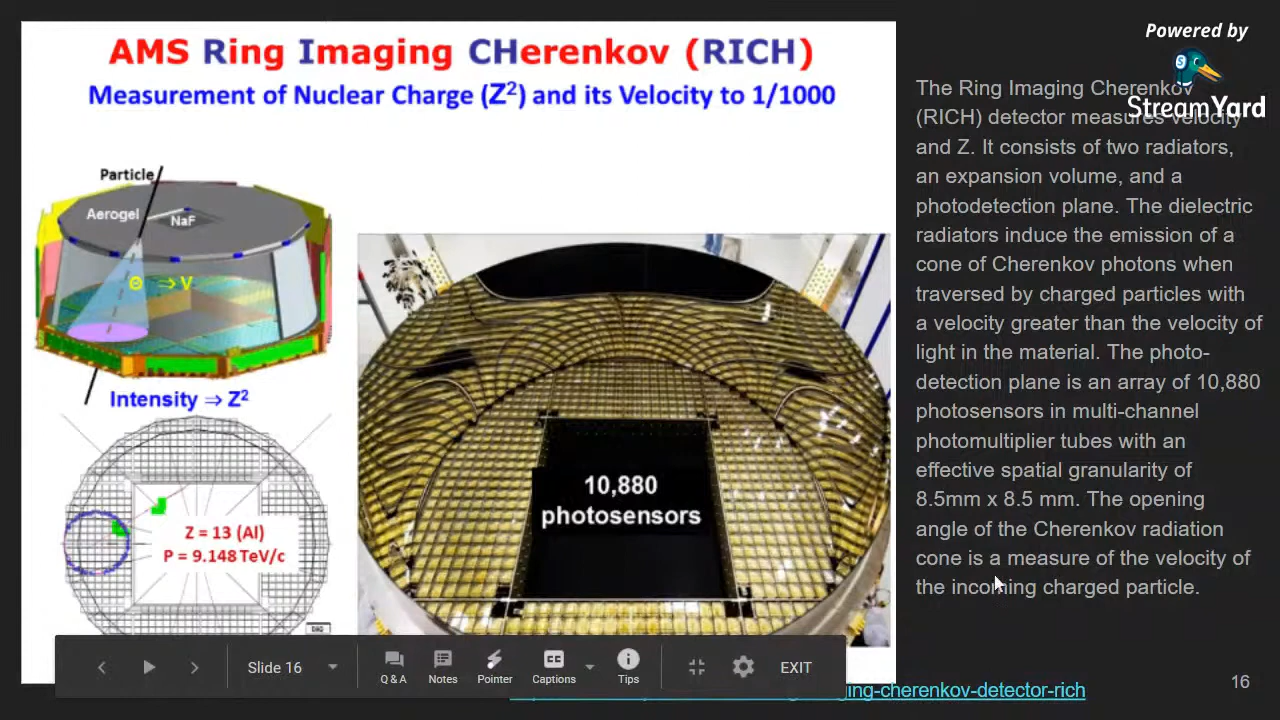 AMS Ring Imaging CHerenkov (RICH)
Measurement of Nuclear Charge (Z²) and its Velocity to 1/1000
Particle
Aerogel
NaF
Θ ⇒ V
Intensity ⇒ Z²
Z = 13 (Al)
P = 9.148 TeV/c
10,880
photosensors
Powered by
StreamYard
The Ring Imaging Cherenkov
(RICH) detector measures velocity
and Z. It consists of two radiators,
an expansion volume, and a
photodetection plane. The dielectric
radiators induce the emission of a
cone of Cherenkov photons when
traversed by charged particles with
a velocity greater than the velocity of
light in the material. The photo-
detection plane is an array of 10,880
photosensors in multi-channel
photomultiplier tubes with an
effective spatial granularity of
8.5mm x 8.5 mm. The opening
angle of the Cherenkov radiation
cone is a measure of the velocity of
the incoming charged particle.
Slide 16
Q & A
Notes
Pointer
CC
Captions
Tips
EXIT
ing-cherenkov-detector-rich
16